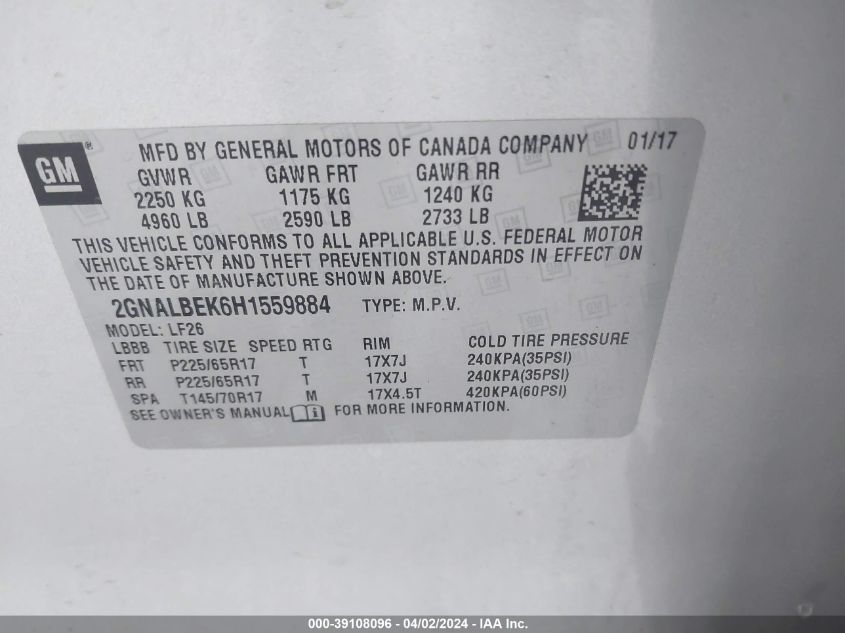 GM ® MFD BY GENERAL MOTORS OF CANADA COMPANY 01/17
GVWR GAWR FRT GAWR RR
2250 KG 1175 KG 1240 KG
4960 LB 2590 LB 2733 LB
THIS VEHICLE CONFORMS TO ALL APPLICABLE U.S. FEDERAL MOTOR
VEHICLE SAFETY AND THEFT PREVENTION STANDARDS IN EFFECT ON
THE DATE OF MANUFACTURE SHOWN ABOVE.
2GNALBEK6H1559884 TYPE: M.P.V.
MODEL: LF26
LBBB TIRE SIZE SPEED RTG RIM COLD TIRE PRESSURE
FRT P225/65R17 T 17X7J 240KPA(35PSI)
RR P225/65R17 T 17X7J 240KPA(35PSI)
SPA T145/70R17 M 17X4.5T 420KPA(60PSI)
SEE OWNER'S MANUAL FOR MORE INFORMATION.
000-39108096 - 04/02/2024 - IAA Inc.